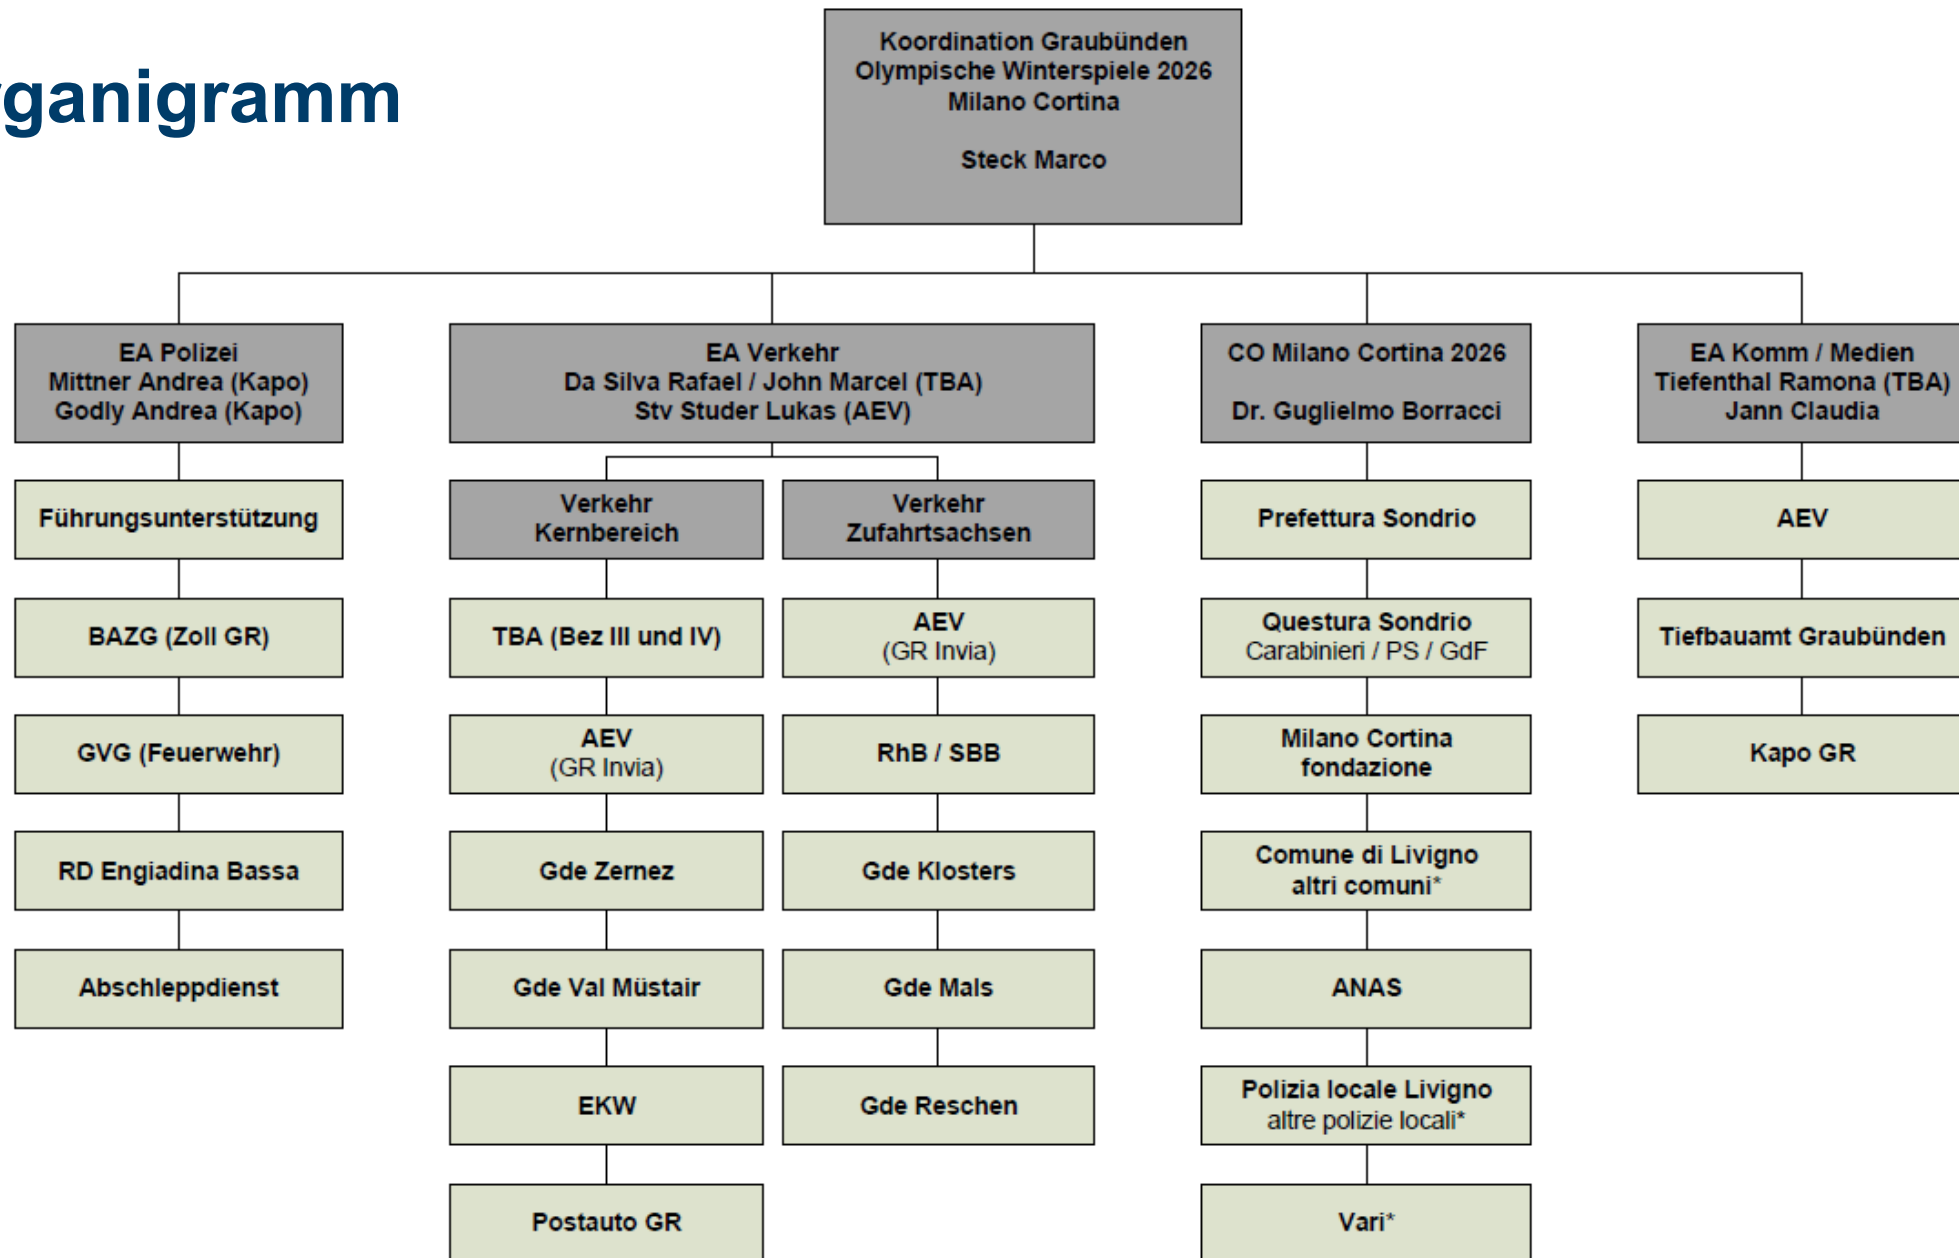 rganigramm
Koordination Graubünden
Olympische Winterspiele 2026
Milano Cortina
Steck Marco
EA Polizei
Mittner Andrea (Kapo)
Godly Andrea (Kapo)
Führungsunterstützung
BAZG (Zoll GR)
GVG (Feuerwehr)
RD Engiadina Bassa
Abschleppdienst
EA Verkehr
Da Silva Rafael / John Marcel (TBA)
Stv Studer Lukas (AEV)
Verkehr
Kernbereich
TBA (Bez III und IV)
AEV
(GR Invia)
Gde Zernez
Gde Val Müstair
EKW
Postauto GR
Verkehr
Zufahrtsachsen
AEV
(GR Invia)
RhB / SBB
Gde Klosters
Gde Mals
Gde Reschen
CO Milano Cortina 2026
Dr. Guglielmo Borracci
Prefettura Sondrio
Questura Sondrio
Carabinieri / PS / GdF
Milano Cortina
fondazione
Comune di Livigno
altri comuni*
ANAS
Polizia locale Livigno
altre polizie locali*
Vari*
EA Komm / Medien
Tiefenthal Ramona (TBA)
Jann Claudia
AEV
Tiefbauamt Graubünden
Kapo GR